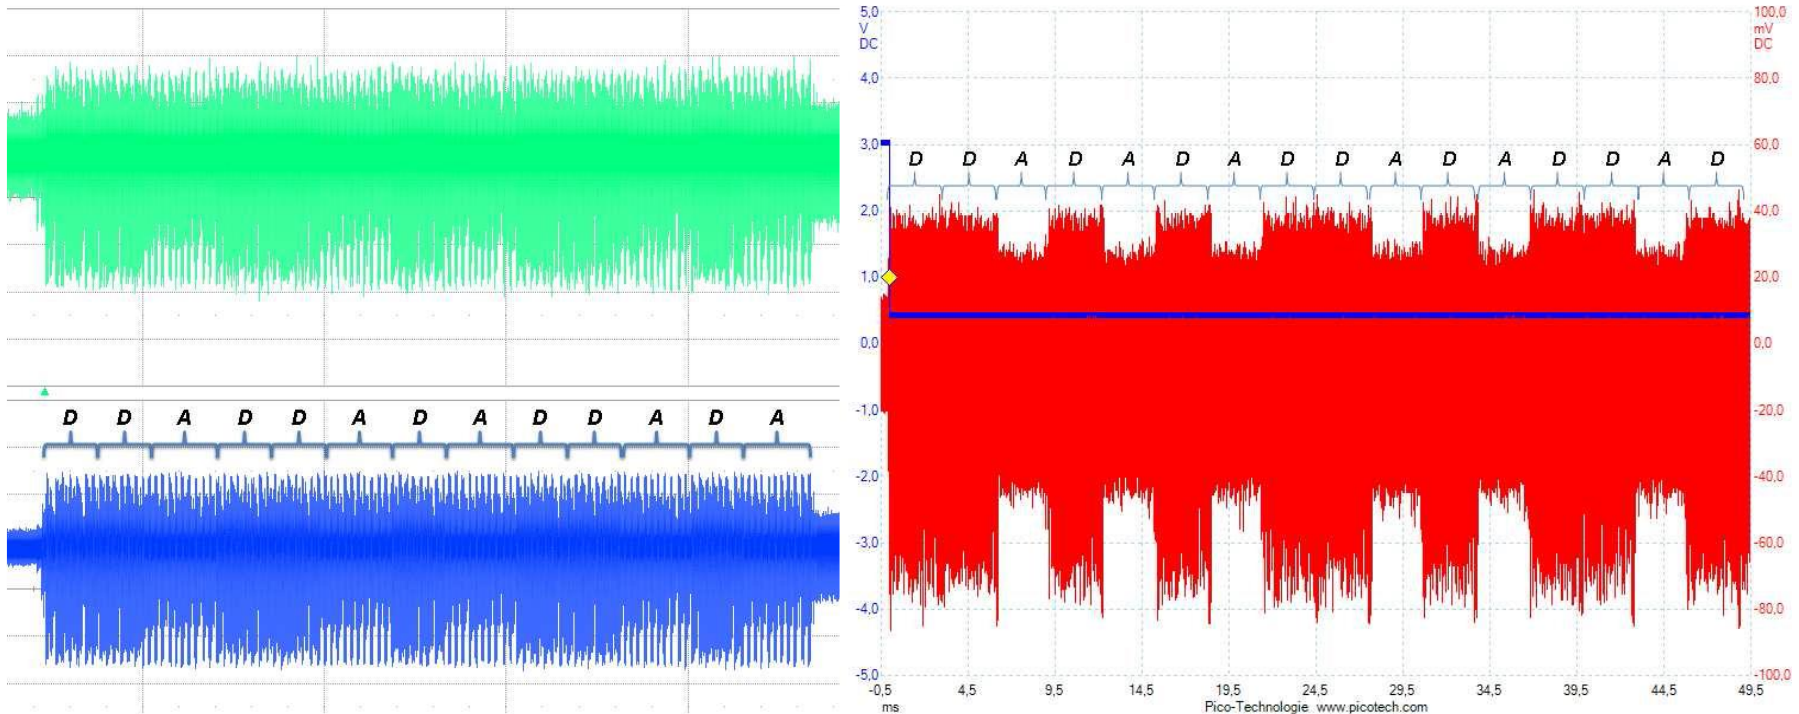 D D A D D A D A D D A D A
5,0 100,0
V mV
DC DC
4,0 80,0
3,0 60,0
D D A D A D A D D A D A D D A D
2,0 40,0
1,0 20,0
0,0 0,0
-1,0 -20,0
-2,0 -40,0
-3,0 -60,0
-4,0 -80,0
-5,0 -100,0
-0,5 4,5 9,5 14,5 19,5 24,5 29,5 34,5 39,5 44,5 49,5
ms Pico-Technologie www.picotech.com